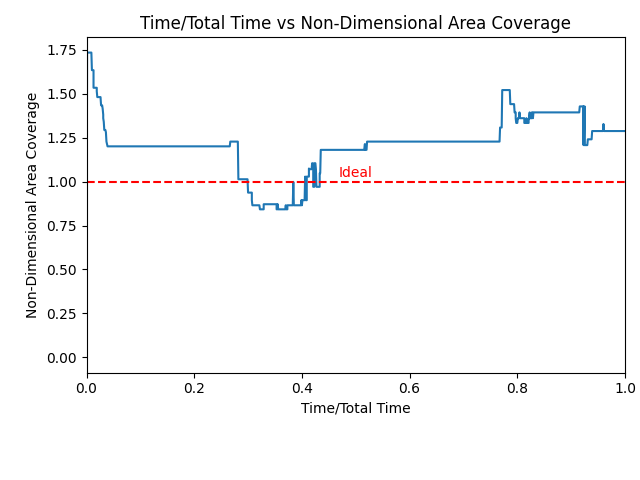 Time/Total Time vs Non-Dimensional Area Coverage
Non-Dimensional Area Coverage
1.75
1.50
1.25
1.00
0.75
0.50
0.25
0.00
Ideal
0.0 0.2 0.4 0.6 0.8 1.0
Time/Total Time